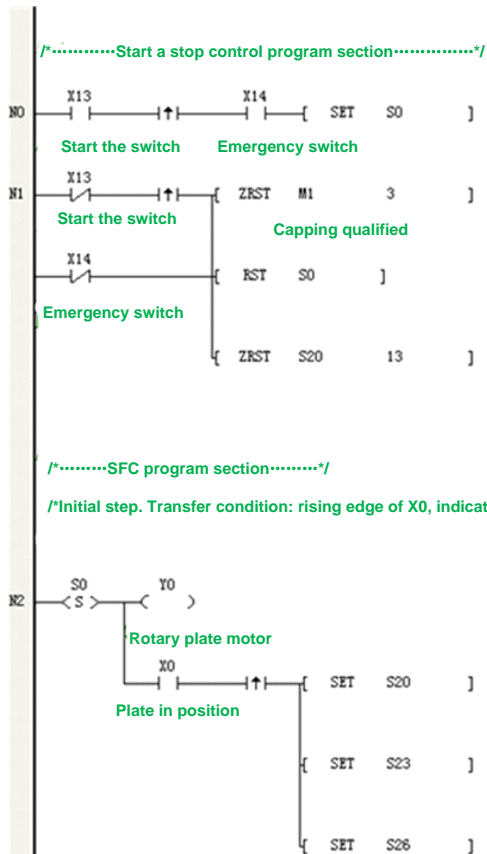 /*············Start a stop control program section···············*/
X13 X14
N0 [ SET S0 ]
Start the switch Emergency switch
X13
N1 [ ZRST M1 3 ]
Start the switch
Capping qualified
X14
[ RST S0 ]
Emergency switch
[ ZRST S20 13 ]
/*·········SFC program section·········*/
/*Initial step. Transfer condition: rising edge of X0, indicat
S0 Y0
N2 < S > ( )
Rotary plate motor
X0
[ SET S20 ]
Plate in position
[ SET S23 ]
[ SET S26 ]